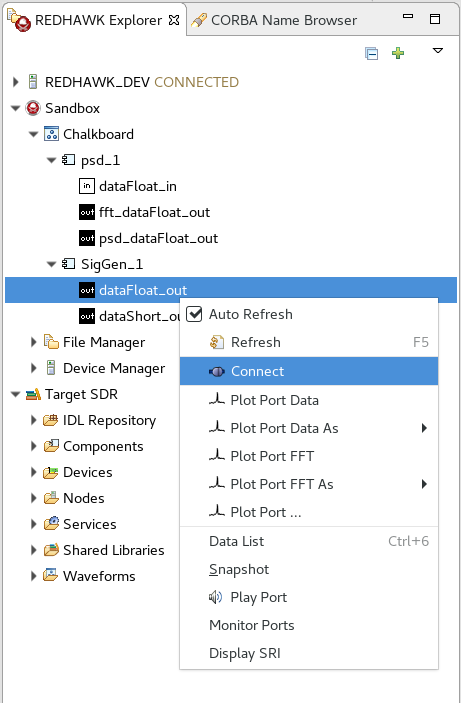 REDHAWK Explorer CORBA Name Browser
REDHAWK_DEV CONNECTED
Sandbox
Chalkboard
psd_1
in dataFloat_in
out fft_dataFloat_out
out psd_dataFloat_out
SigGen_1
out dataFloat_out
out dataShort_ou
File Manager
Device Manager
Target SDR
IDL Repository
Components
Devices
Nodes
Services
Shared Libraries
Waveforms
Auto Refresh
Refresh F5
Connect
Plot Port Data
Plot Port Data As
Plot Port FFT
Plot Port FFT As
Plot Port ...
Data List Ctrl+6
Snapshot
Play Port
Monitor Ports
Display SRI